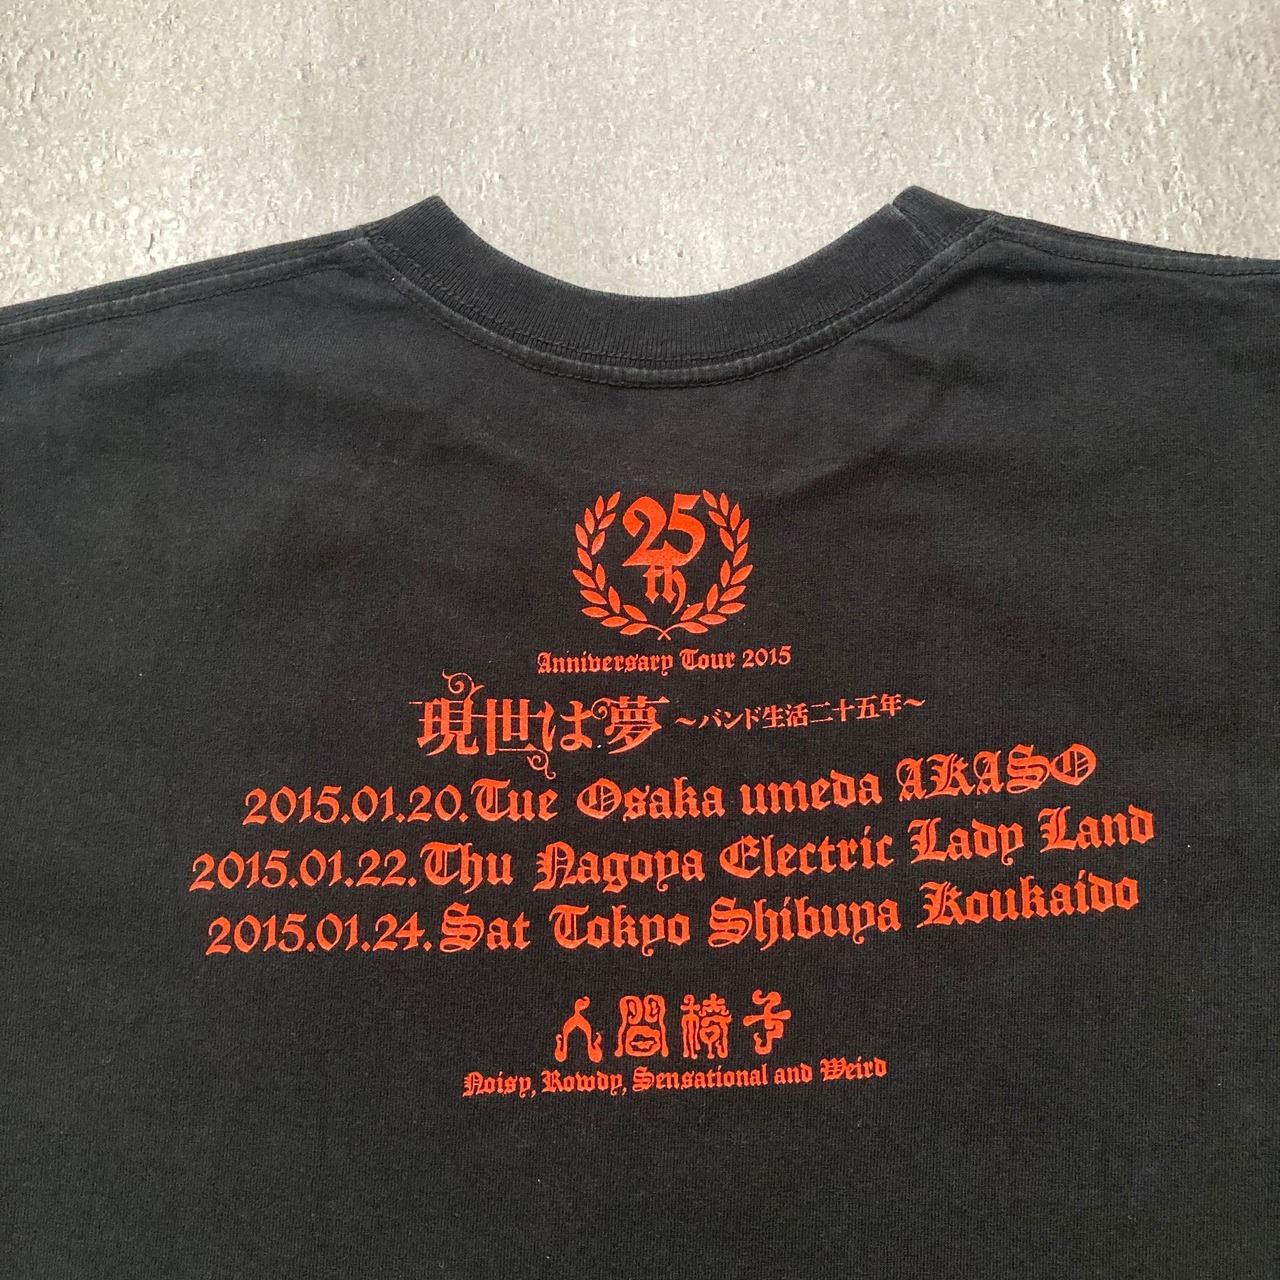 25
th
Anniversary Tour 2015
現世は夢 ～バンド生活二十五年～
2015.01.20.Tue Osaka umeda AKASO
2015.01.22.Thu Nagoya Electric Lady Land
2015.01.24.Sat Tokyo Shibuya Koukaido
人間椅子
Noisy, Rowdy, Sensational and Weird